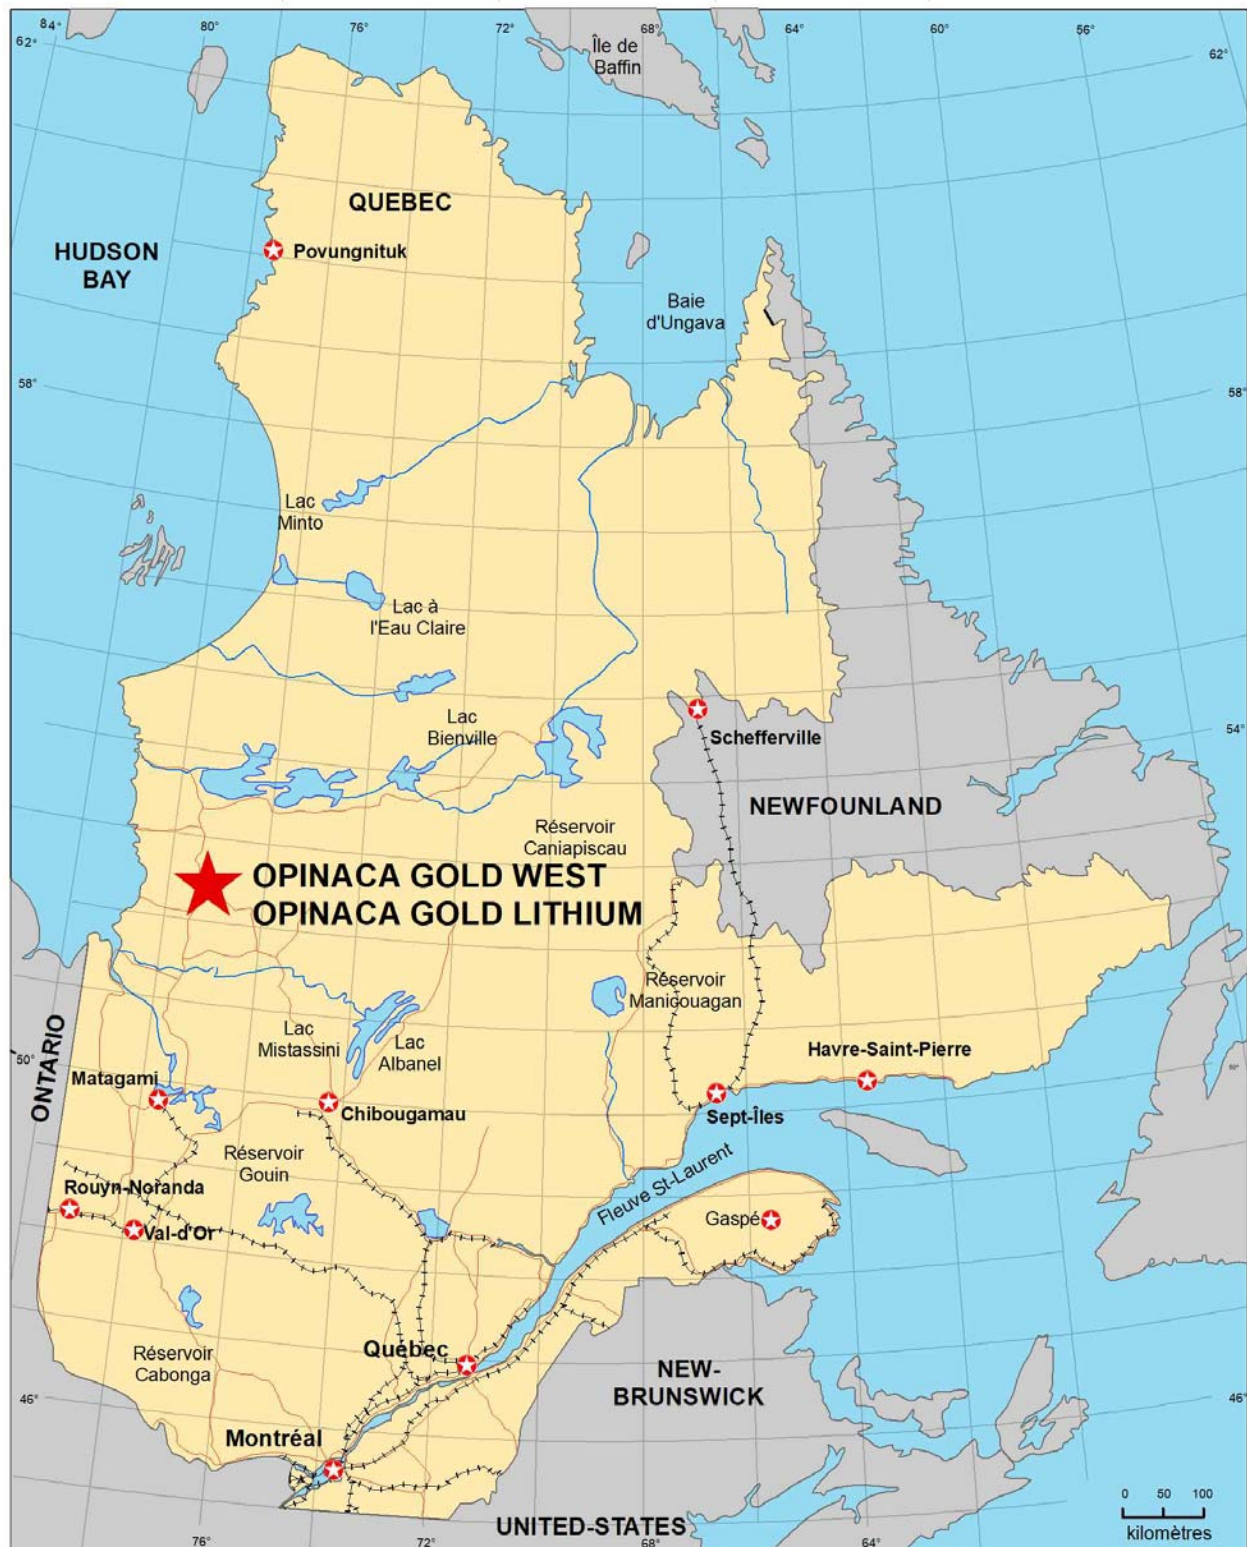 84°
80°
76°
72°
68°
64°
60°
56°
62°
62°
Île de
Baffin
QUEBEC
HUDSON
BAY
Povungnituk
Baie
d'Ungava
58°
58°
Lac
Minto
Lac à
l'Eau Claire
Lac
Bienville
Schefferville
54°
NEWFOUNLAND
Réservoir
Caniapiscau
OPINACA GOLD WEST
OPINACA GOLD LITHIUM
Réservoir
Manicouagan
Lac
Mistassini
Lac
Albanel
Havre-Saint-Pierre
50°
50°
ONTARIO
Matagami
Chibougamau
Sept-Îles
Réservoir
Gouin
Fleuve St-Laurent
Rouyn-Noranda
Val-d'Or
Gaspé
Réservoir
Cabonga
Québec
NEW-
BRUNSWICK
46°
46°
Montréal
0 50 100
kilomètres
UNITED-STATES
76°
72°
68°
64°